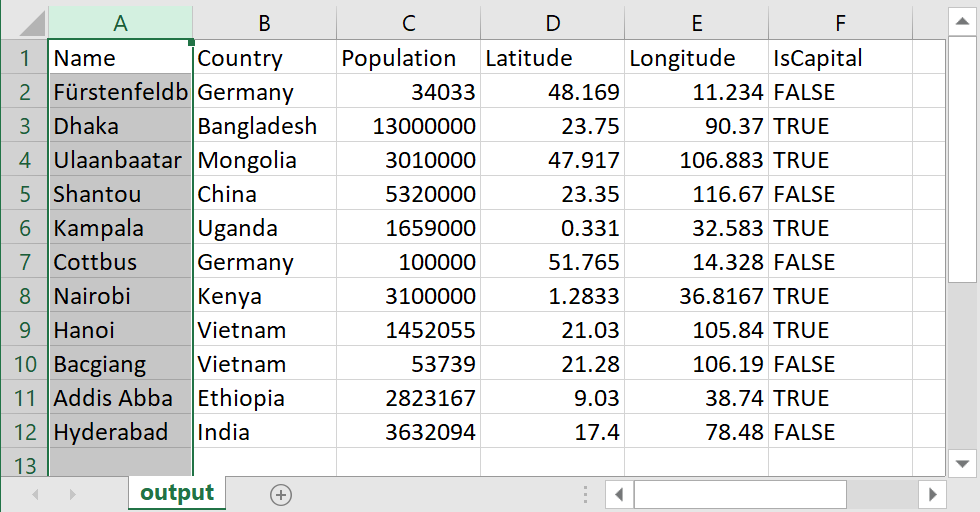 A B C D E F
1 Name Country Population Latitude Longitude IsCapital
2 Fürstenfeldb Germany 34033 48.169 11.234 FALSE
3 Dhaka Bangladesh 13000000 23.75 90.37 TRUE
4 Ulaanbaatar Mongolia 3010000 47.917 106.883 TRUE
5 Shantou China 5320000 23.35 116.67 FALSE
6 Kampala Uganda 1659000 0.331 32.583 TRUE
7 Cottbus Germany 100000 51.765 14.328 FALSE
8 Nairobi Kenya 3100000 1.2833 36.8167 TRUE
9 Hanoi Vietnam 1452055 21.03 105.84 TRUE
10 Bacgiang Vietnam 53739 21.28 106.19 FALSE
11 Addis Abba Ethiopia 2823167 9.03 38.74 TRUE
12 Hyderabad India 3632094 17.4 78.48 FALSE
13
output